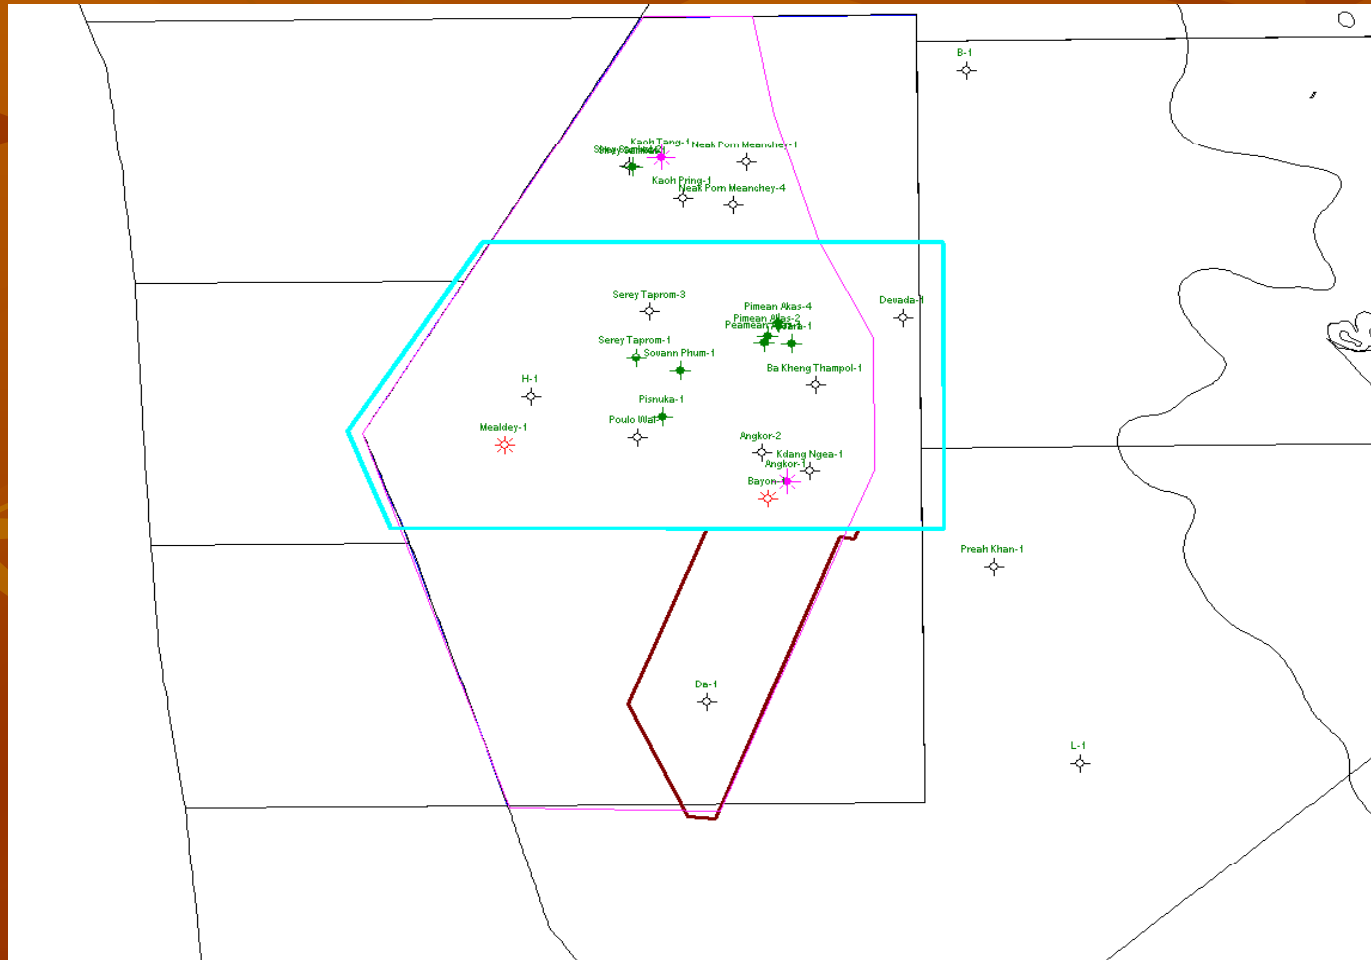 B-1
Kaoh Tang-1
Neak Porn Meanchey-1
Kaoh Pring-1
Neak Porn Meanchey-4
Serey Taprom-3
Pimean Akas-4
Devada-1
Pimean Akas-2
Serey Taprom-1
Sovann Phum-1
Ba Kheng Thampol-1
H-1
Pisnuka-1
Poulo Wai-
Mealdey-1
Angkor-2
Kdang Ngea-1
Angkor-1
Bayon
Preah Khan-1
Da-1
L-1